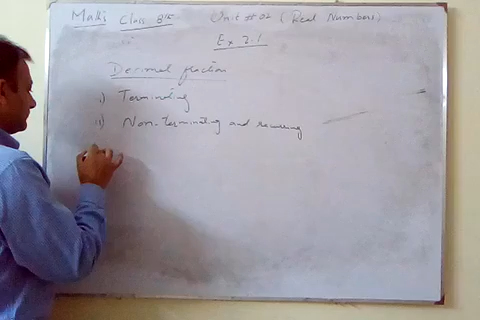 Math Class 8th Unit # 02 (Real Numbers)
Ex 2.1
Decimal fraction
i) Terminating
ii) Non-terminating and recurring